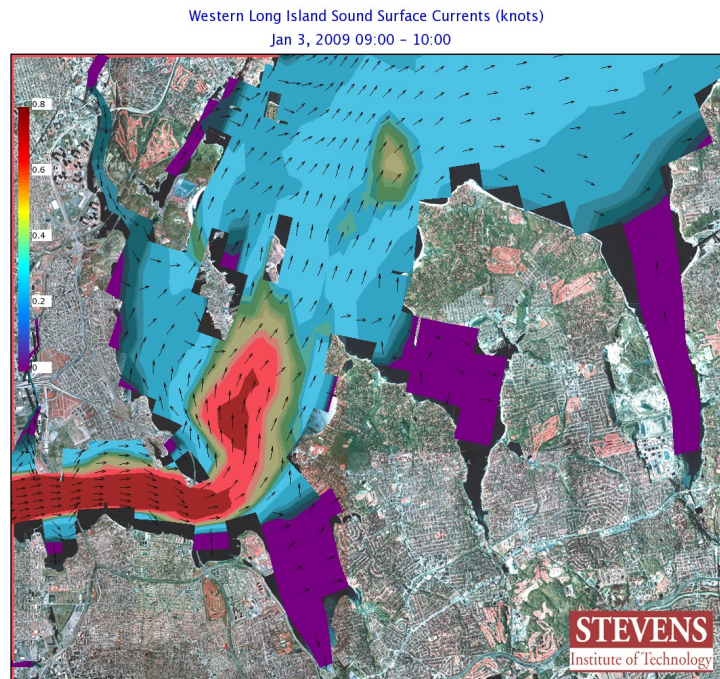 Western Long Island Sound Surface Currents (knots)
Jan 3, 2009 09:00 - 10:00
0.8
0.6
0.4
0.2
0
STEVENS
Institute of Technology